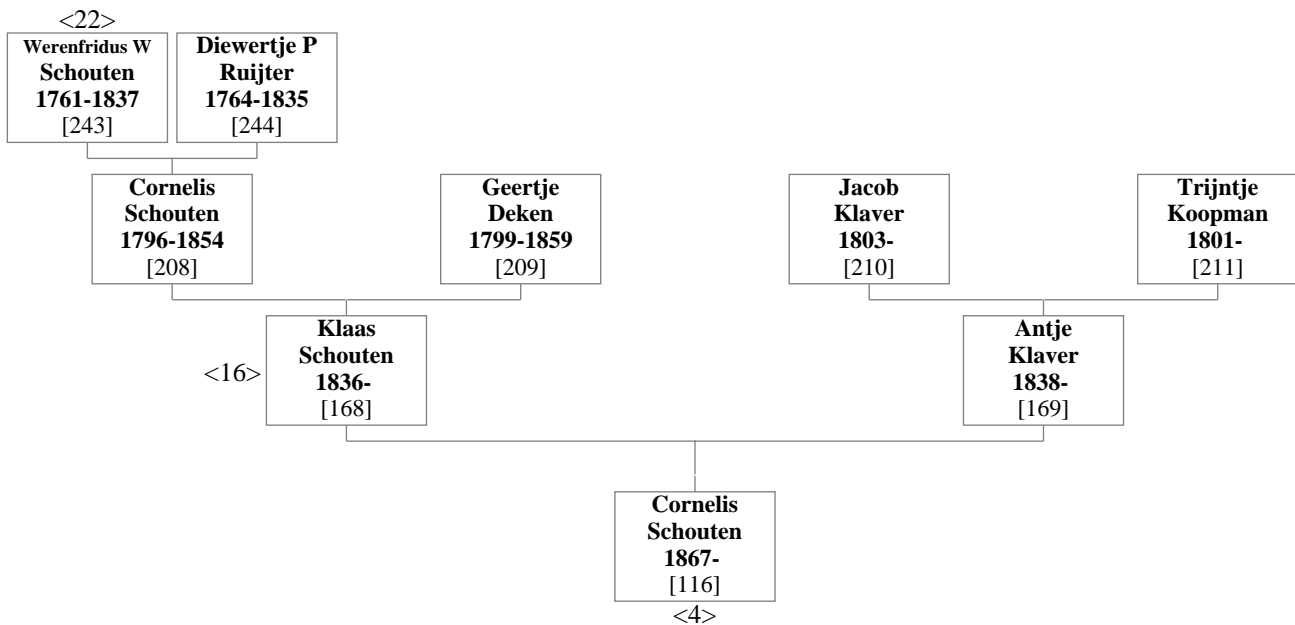 <22>
Werenfridus W
Schouten
1761-1837
[243]
Diewertje P
Ruijter
1764-1835
[244]
Cornelis
Schouten
1796-1854
[208]
Geertje
Deken
1799-1859
[209]
Jacob
Klaver
1803-
[210]
Trijntje
Koopman
1801-
[211]
<16>
Klaas
Schouten
1836-
[168]
Antje
Klaver
1838-
[169]
Cornelis
Schouten
1867-
[116]
<4>